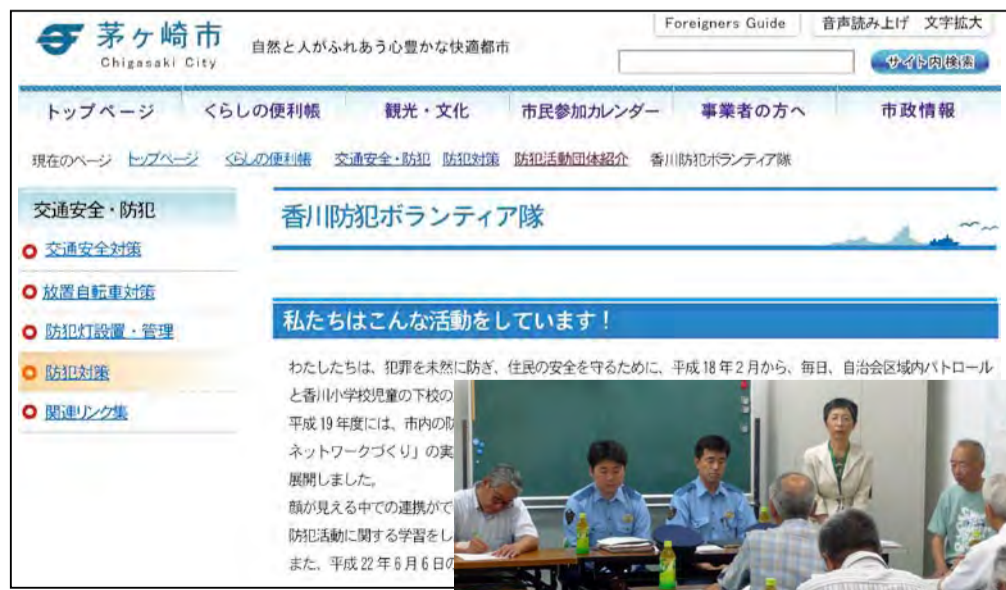 茅ヶ崎市
Chigasaki City
自然と人がふれあう心豊かな快適都市
Foreigners Guide
音声読み上げ 文字拡大
サイト内検索
トップページ くらしの便利帳 観光・文化 市民参加カレンダー 事業者の方へ 市政情報
現在のページ トップページ くらしの便利帳 交通安全・防犯 防犯対策 防犯活動団体紹介 香川防犯ボランティア隊
交通安全・防犯
交通安全対策
放置自転車対策
防犯灯設置・管理
防犯対策
関連リンク集
香川防犯ボランティア隊
私たちはこんな活動をしています！
わたしたちは、犯罪を未然に防ぎ、住民の安全を守るために、平成18年2月から、毎日、自治会区域内パトロール
と香川小学校児童の下校の
平成19年度には、市内の防
ネットワークづくり」の実
展開しました。
顔が見える中での連携がで
防犯活動に関する学習をし
また、平成22年6月6日の